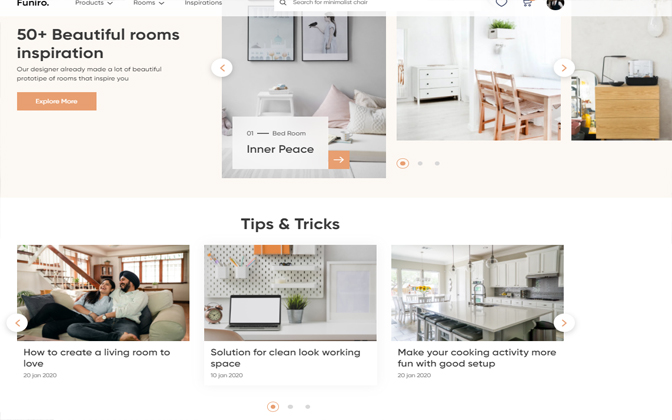 Funiro.
Products
Rooms
Inspirations
Search for minimalist chair
50+ Beautiful rooms
inspiration
Our designer already made a lot of beautiful
prototipe of rooms that inspire you
Explore More
01 — Bed Room
Inner Peace
Tips & Tricks
How to create a living room to
love
20 jan 2020
Solution for clean look working
space
10 jan 2020
Make your cooking activity more
fun with good setup
20 jan 2020